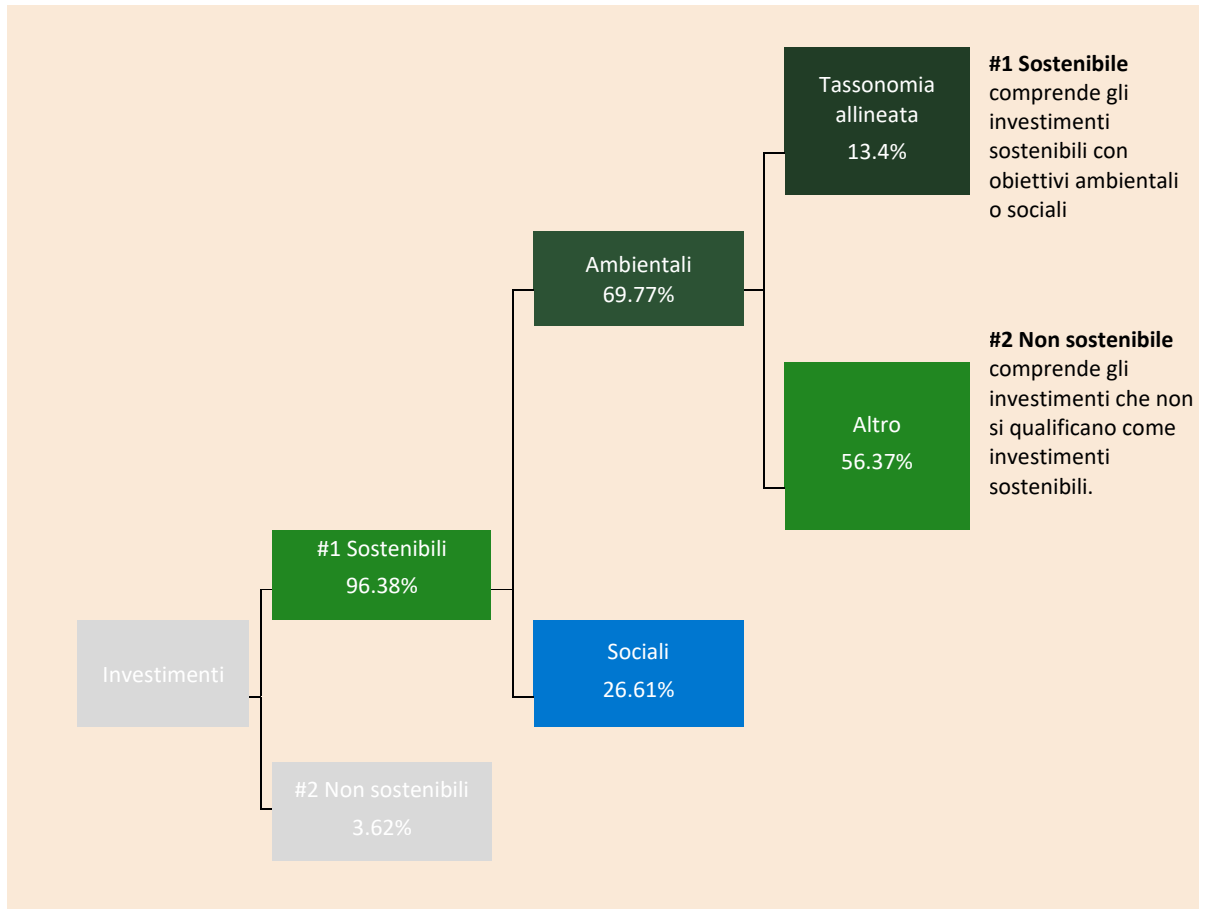 Tassonomia
allineata
13.4%
#1 Sostenibile
comprende gli
investimenti
sostenibili con
obiettivi ambientali
o sociali
Ambientali
69.77%
#2 Non sostenibile
comprende gli
investimenti che non
si qualificano come
investimenti
sostenibili.
Altro
56.37%
#1 Sostenibili
96.38%
Sociali
26.61%
Investimenti
#2 Non sostenibili
3.62%